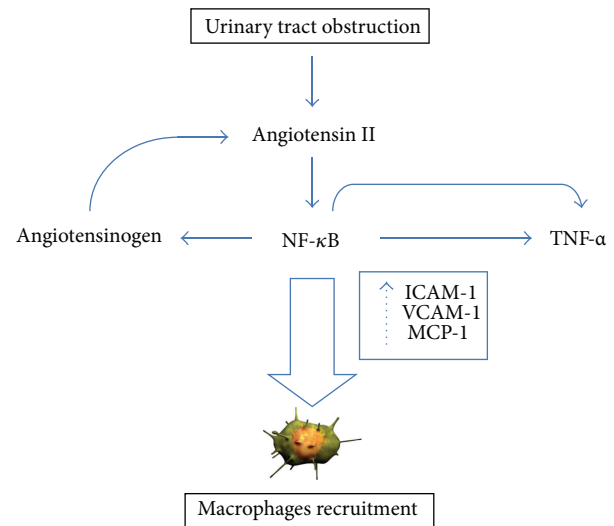 Urinary tract obstruction
Angiotensin II
Angiotensinogen
NF-κB
TNF-α
ICAM-1
VCAM-1
MCP-1
Macrophages recruitment